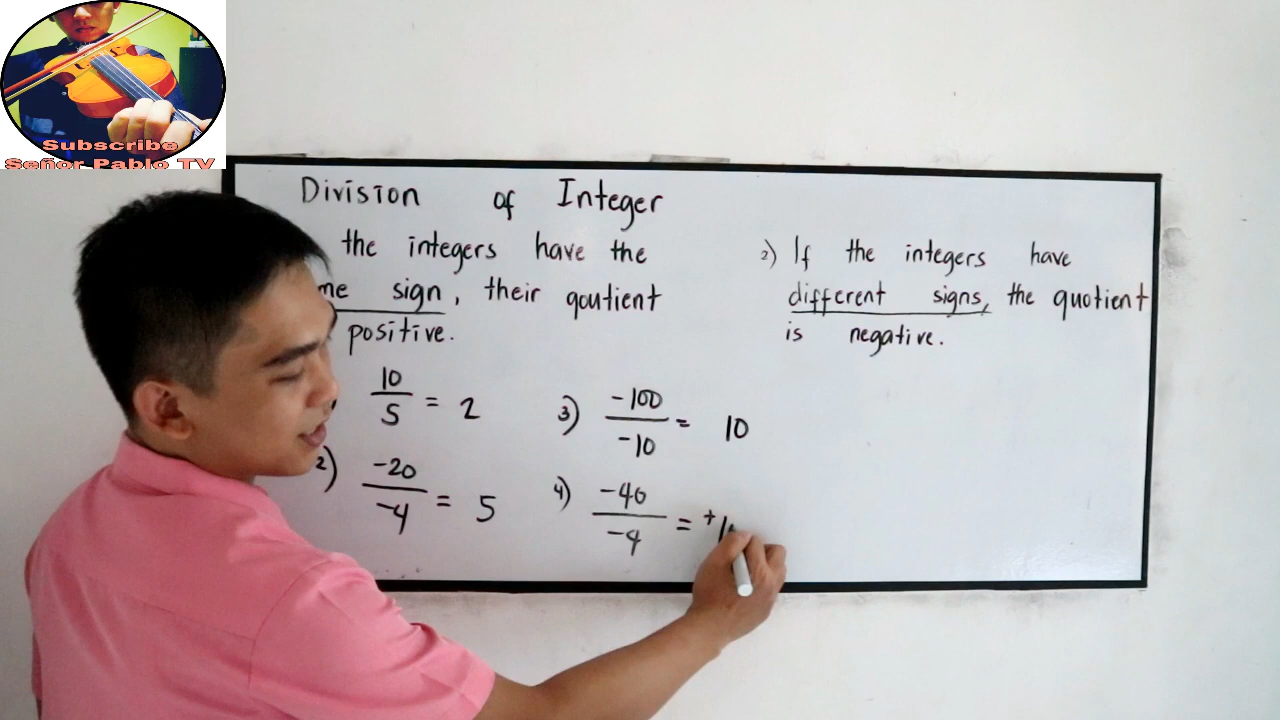 Subscribe
Señor Pablo TV
Division of Integer
the integers have the
me sign, their qoutient
positive.
10
5
= 2
2)
-20
-4
= 5
3)
-100
-10
= 10
4)
-40
-4
= +1
2) If the integers have
different signs, the quotient
is negative.